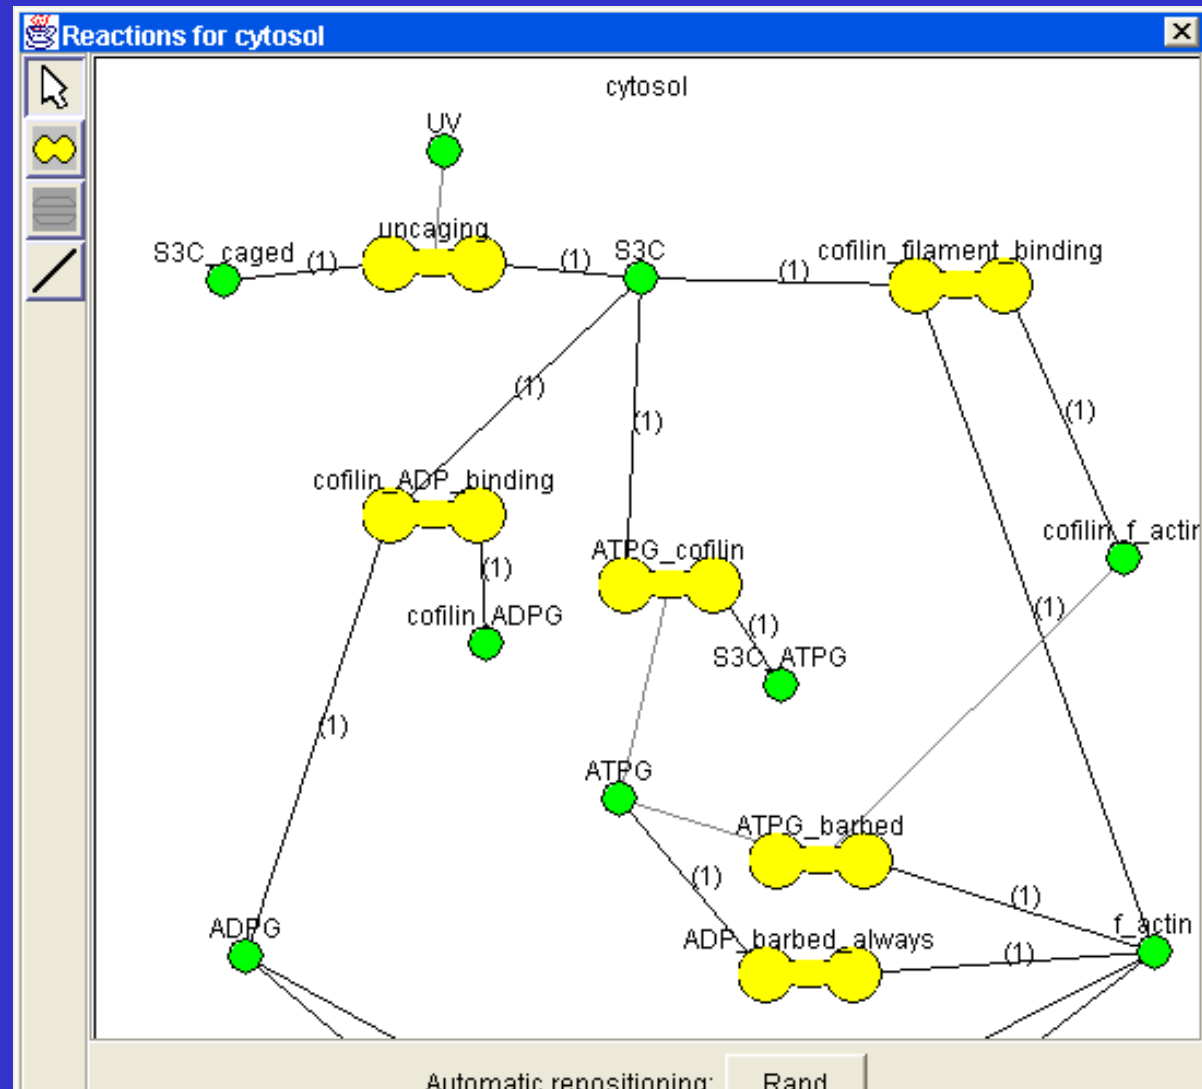 Reactions for cytosol
cytosol
UV
uncaging
S3C_caged
(1)
(1)
S3C
(1)
cofilin_filament_binding
(1)
(1)
(1)
cofilin_ADP_binding
cofilin_f_actin
ATPG_cofilin
(1)
(1)
cofilin_ADPG
(1)
S3C_ATPG
(1)
ATPG
ATPG_barbed
(1)
(1)
ADPG
ADP_barbed_always
f_actin
(1)
Automatic repositioning:
Rand